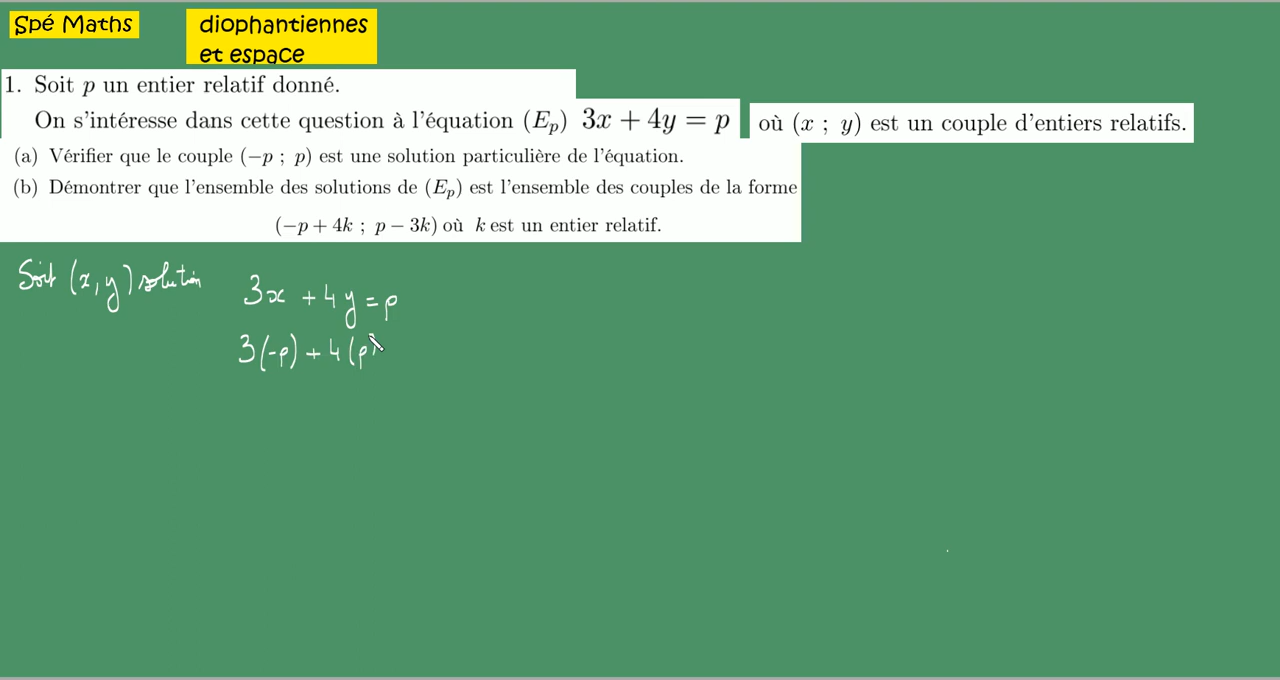 Spé Maths
diophantiennes
et espace
1. Soit p un entier relatif donné.
On s'intéresse dans cette question à l'équation (E_p) 3x + 4y = p où (x ; y) est un couple d'entiers relatifs.
(a) Vérifier que le couple (−p ; p) est une solution particulière de l'équation.
(b) Démontrer que l'ensemble des solutions de (E_p) est l'ensemble des couples de la forme
(−p + 4k ; p − 3k) où k est un entier relatif.
Soit (x, y) solution 3x + 4y = p
3(-p) + 4(p)